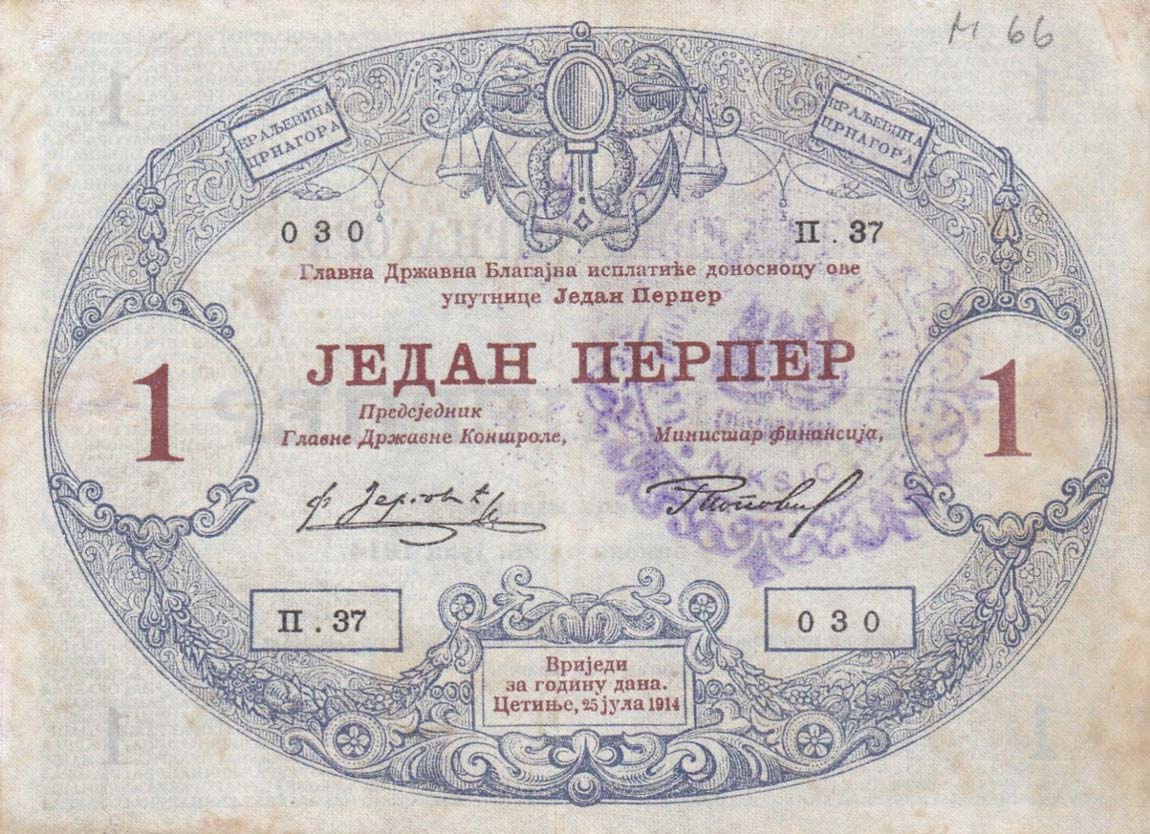 М 66
КРАЉЕВИНА
ЦРНАГОРА
КРАЉЕВИНА
ЦРНАГОРА
030
П.37
Главна Државна Благајна исплатиће доносиоцу ове
упутнице Један Перпер
ЈЕДАН ПЕРПЕР
1
1
Предсједник
Главне Државне Контроле,
Министар финансија,
NIKSIC
П.37
030
Вриједи
за годину дана.
Цетиње, 25 јула 1914